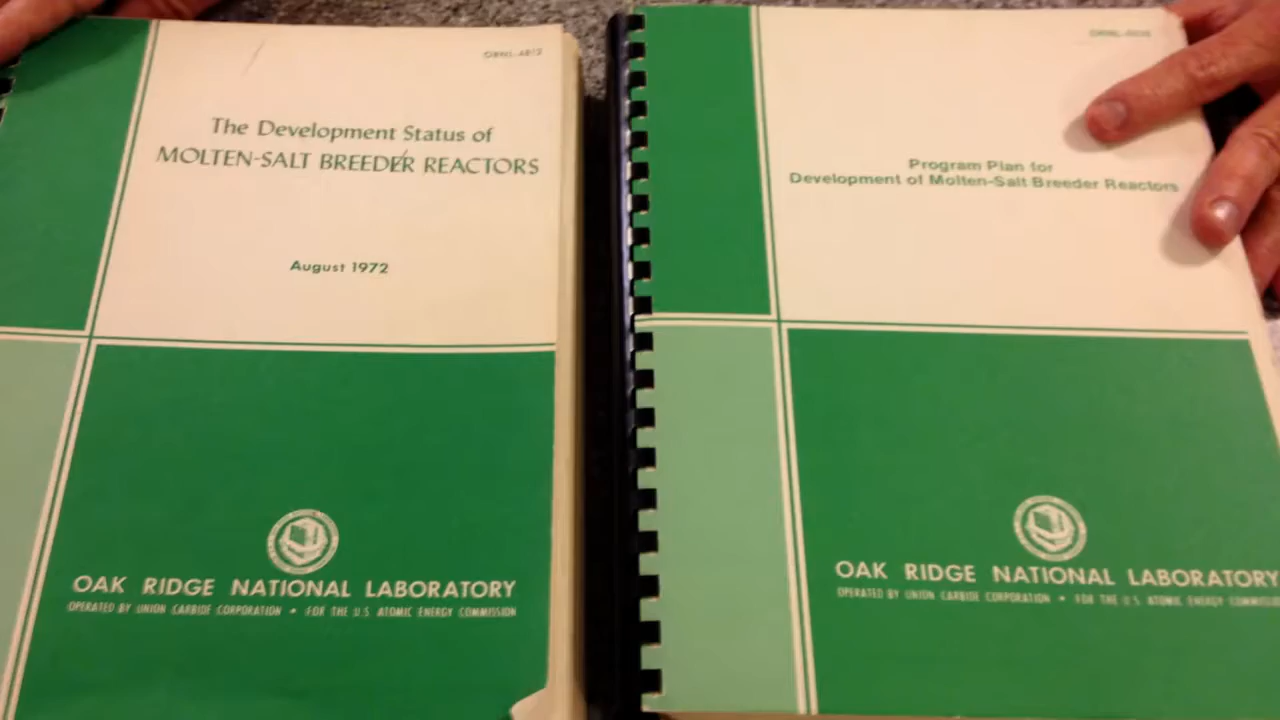 ORNL-4812
The Development Status of
MOLTEN-SALT BREEDER REACTORS
August 1972
OAK RIDGE NATIONAL LABORATORY
OPERATED BY UNION CARBIDE CORPORATION • FOR THE U.S. ATOMIC ENERGY COMMISSION
Program Plan for
Development of Molten-Salt Breeder Reactors
OAK RIDGE NATIONAL LABORATORY
OPERATED BY UNION CARBIDE CORPORATION • FOR THE U.S. ATOMIC ENERGY